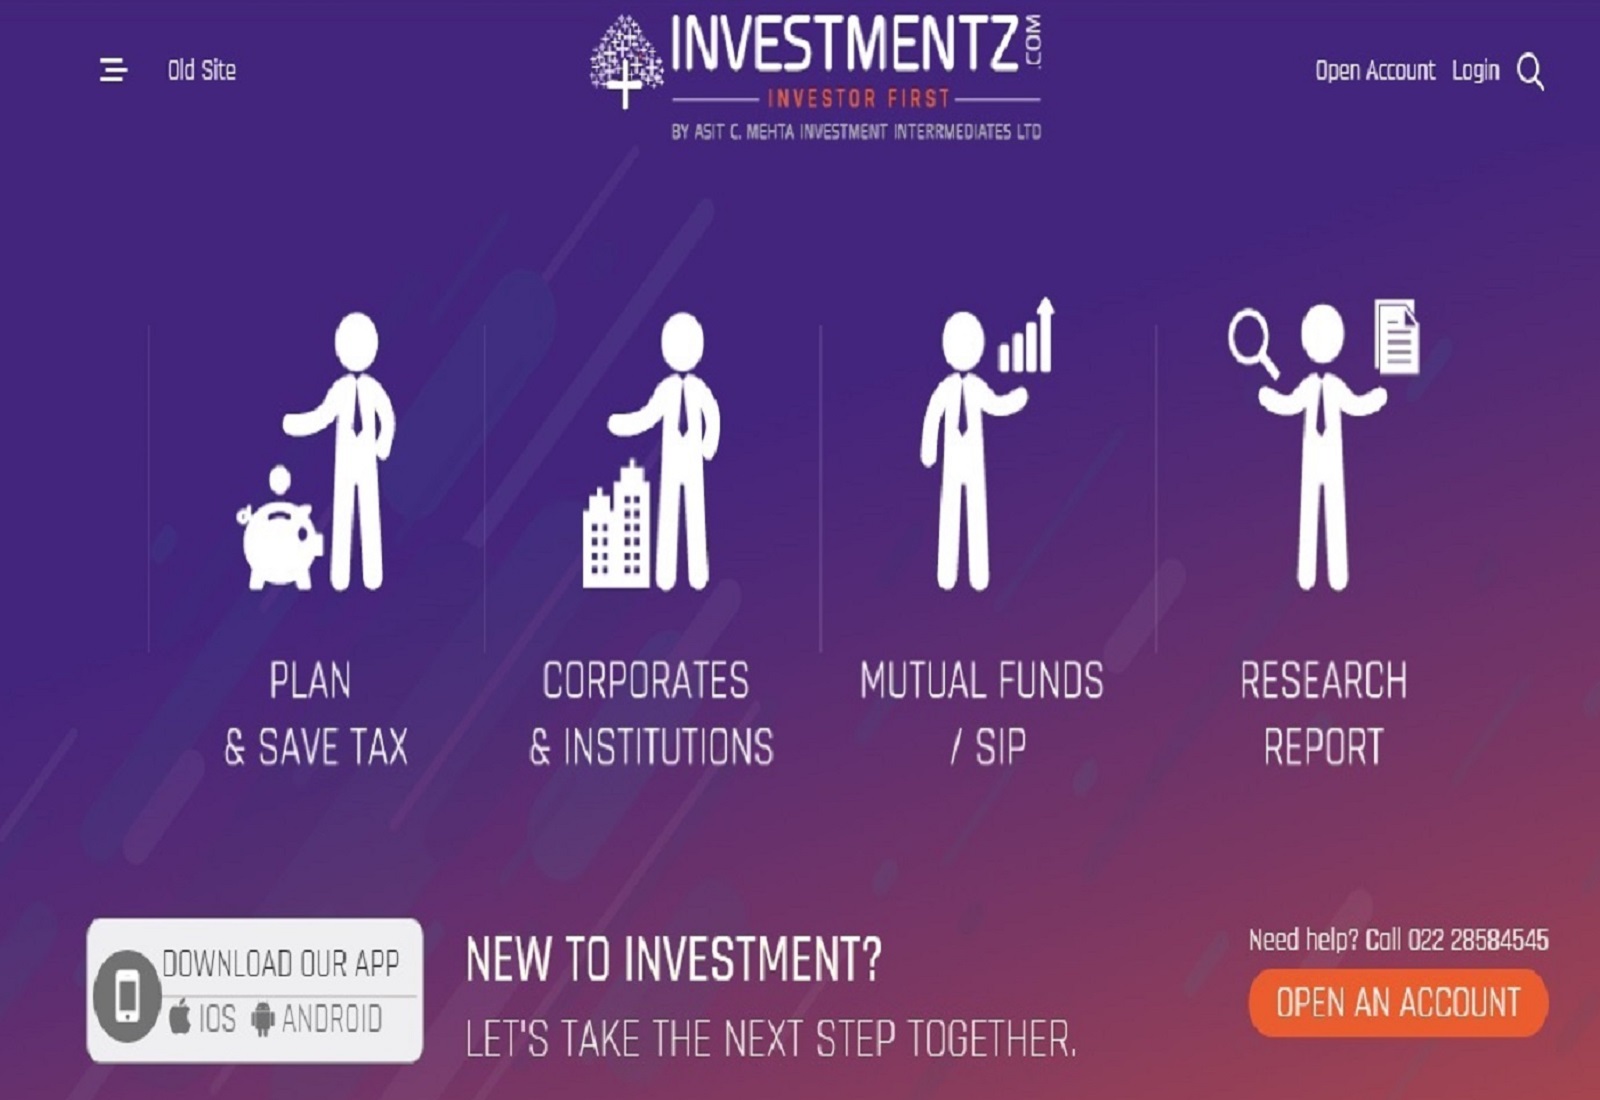 Old Site
INVESTMENTZ.COM
INVESTOR FIRST
BY ASIT C. MEHTA INVESTMENT INTERRMEDIATES LTD
Open Account Login
PLAN
& SAVE TAX
CORPORATES
& INSTITUTIONS
MUTUAL FUNDS
/ SIP
RESEARCH
REPORT
DOWNLOAD OUR APP
IOS ANDROID
NEW TO INVESTMENT?
LET'S TAKE THE NEXT STEP TOGETHER.
Need help? Call 022 28584545
OPEN AN ACCOUNT